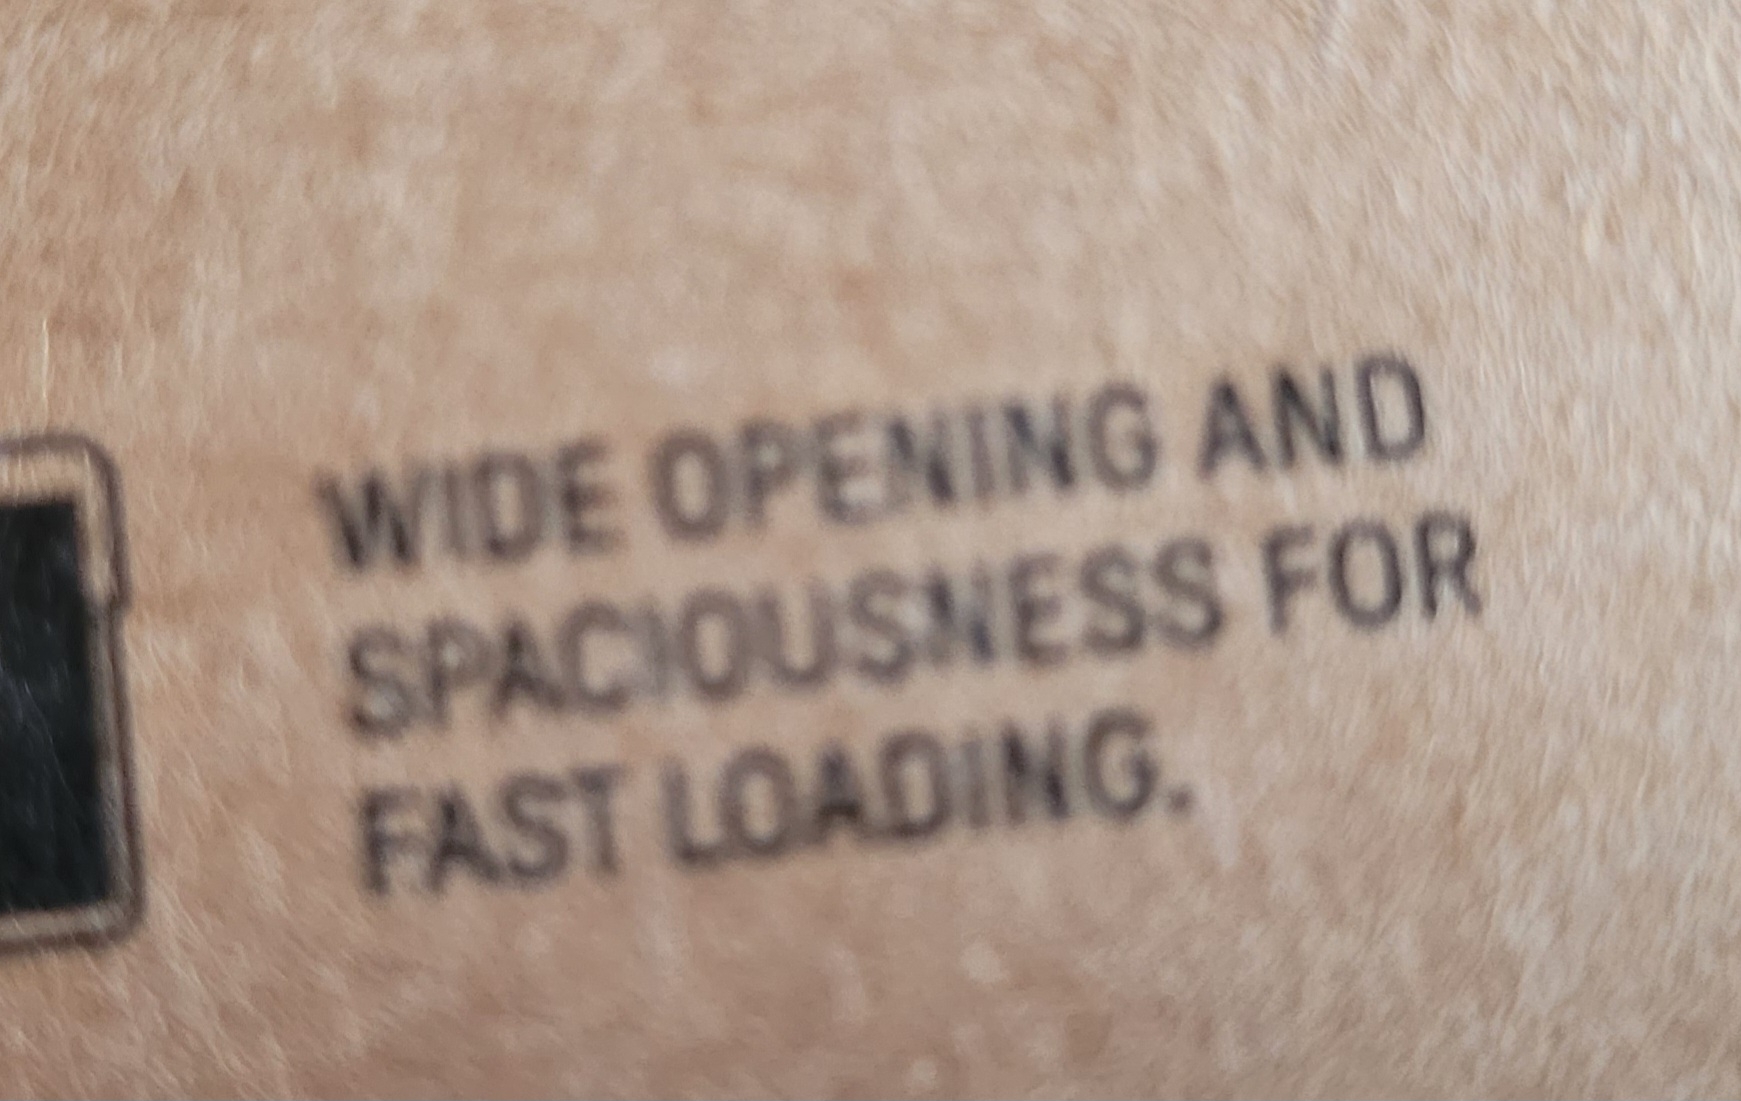 WIDE OPENING AND
SPACIOUSNESS FOR
FAST LOADING.